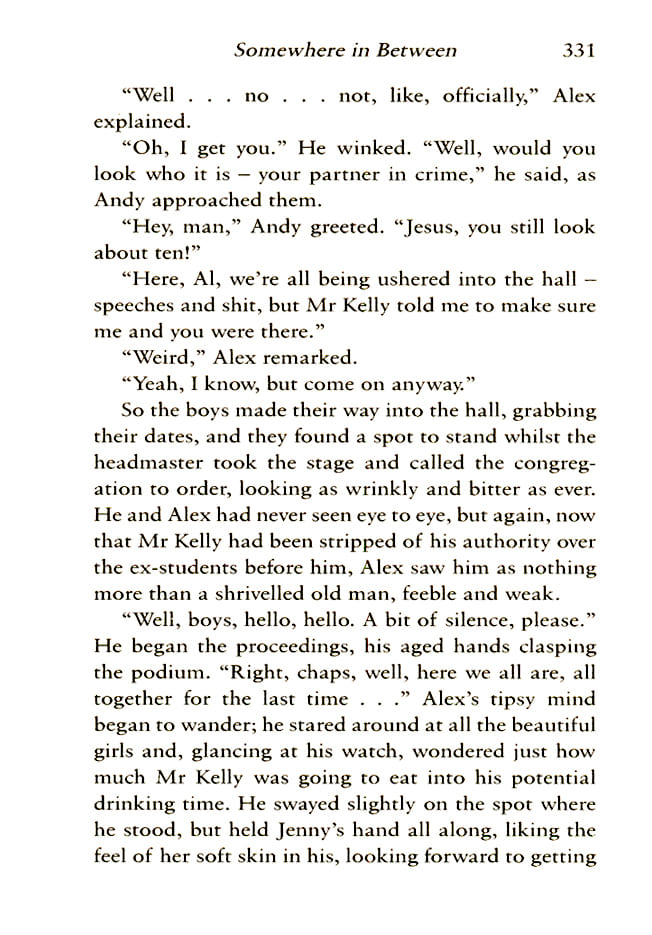 Somewhere in Between 331
“Well . . . no . . . not, like, officially,” Alex
explained.
“Oh, I get you.” He winked. “Well, would you
look who it is – your partner in crime,” he said, as
Andy approached them.
“Hey, man,” Andy greeted. “Jesus, you still look
about ten!”
“Here, Al, we’re all being ushered into the hall –
speeches and shit, but Mr Kelly told me to make sure
me and you were there.”
“Weird,” Alex remarked.
“Yeah, I know, but come on anyway.”
So the boys made their way into the hall, grabbing
their dates, and they found a spot to stand whilst the
headmaster took the stage and called the congreg-
ation to order, looking as wrinkly and bitter as ever.
He and Alex had never seen eye to eye, but again, now
that Mr Kelly had been stripped of his authority over
the ex-students before him, Alex saw him as nothing
more than a shrivelled old man, feeble and weak.
“Well, boys, hello, hello. A bit of silence, please.”
He began the proceedings, his aged hands clasping
the podium. “Right, chaps, well, here we all are, all
together for the last time . . .” Alex’s tipsy mind
began to wander; he stared around at all the beautiful
girls and, glancing at his watch, wondered just how
much Mr Kelly was going to eat into his potential
drinking time. He swayed slightly on the spot where
he stood, but held Jenny’s hand all along, liking the
feel of her soft skin in his, looking forward to getting